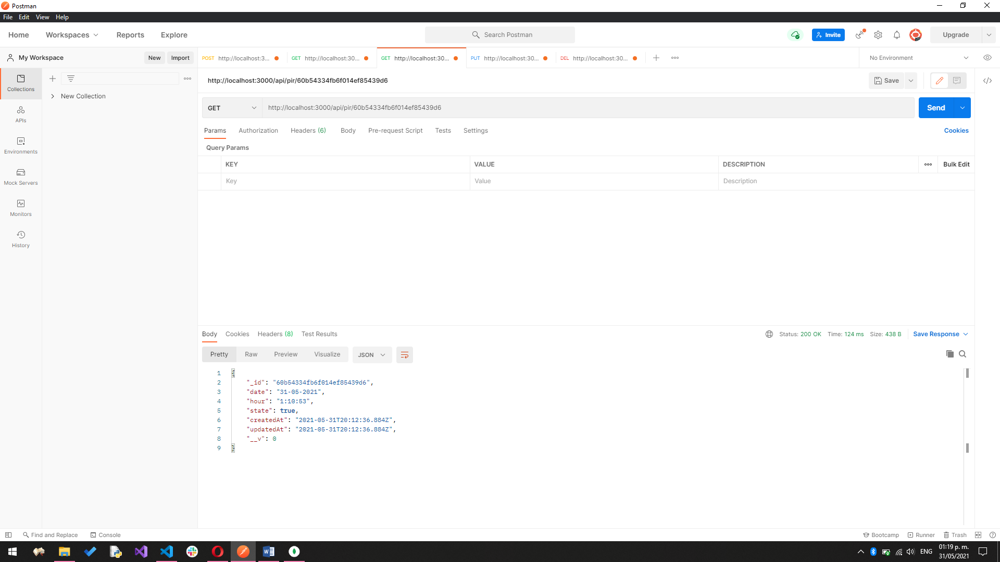 Postman
File Edit View Help
Home Workspaces Reports Explore Search Postman Invite Upgrade
My Workspace New Import
POST http://localhost:3... GET http://localhost:30... GET http://localhost:30... PUT http://localhost:30... DEL http://localhost:30... No Environment
Collections
New Collection
APIs
Environments
Mock Servers
Monitors
History
http://localhost:3000/api/pir/60b54334fb6f014ef85439d6 Save
GET http://localhost:3000/api/pir/60b54334fb6f014ef85439d6 Send
Params Authorization Headers (6) Body Pre-request Script Tests Settings Cookies
Query Params
KEY VALUE DESCRIPTION Bulk Edit
Key Value Description
Body Cookies Headers (8) Test Results Status: 200 OK Time: 124 ms Size: 438 B Save Response
Pretty Raw Preview Visualize JSON
1 {
2 "_id": "60b54334fb6f014ef85439d6",
3 "date": "31-05-2021",
4 "hour": "1:10:53",
5 "state": true,
6 "createdAt": "2021-05-31T20:12:36.884Z",
7 "updatedAt": "2021-05-31T20:12:36.884Z",
8 "__v": 0
9 }
Find and Replace Console Bootcamp Runner Trash
ENG 01:19 p. m.
31/05/2021